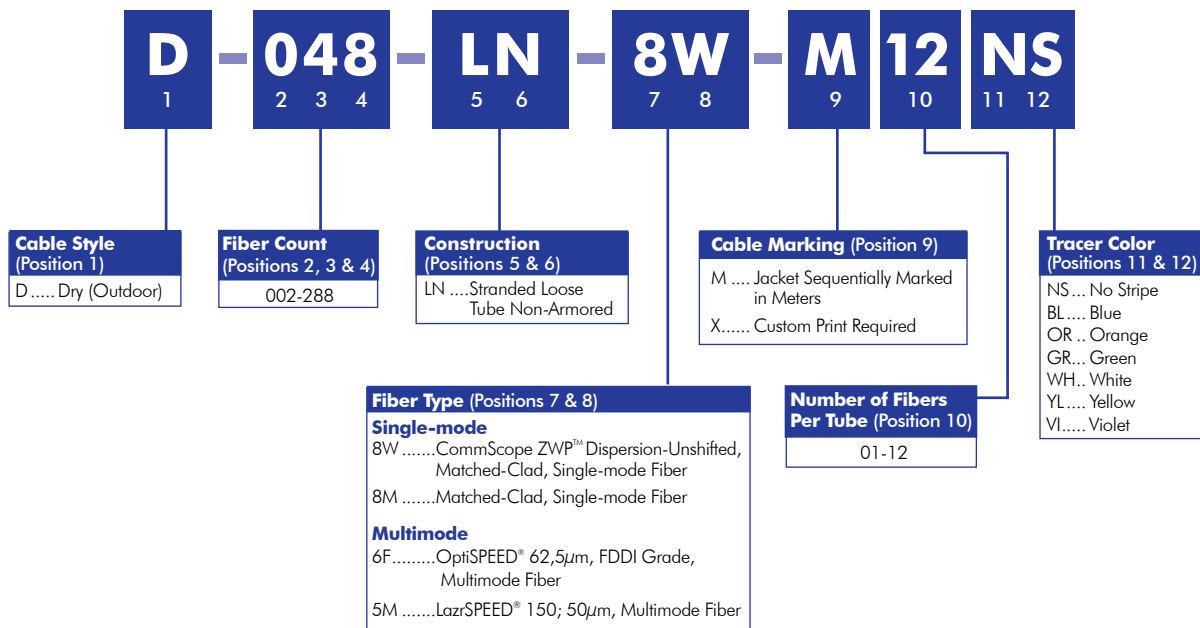 D - 048 - LN - 8W - M 12 NS
1 2 3 4 5 6 7 8 9 10 11 12
Cable Style
(Position 1)
D ..... Dry (Outdoor)
Fiber Count
(Positions 2, 3 & 4)
002-288
Construction
(Positions 5 & 6)
LN ....Stranded Loose
Tube Non-Armored
Fiber Type (Positions 7 & 8)
Single-mode
8W .......CommScope ZWP™ Dispersion-Unshifted,
Matched-Clad, Single-mode Fiber
8M .......Matched-Clad, Single-mode Fiber
Multimode
6F.........OptiSPEED® 62,5µm, FDDI Grade,
Multimode Fiber
5M .......LazrSPEED® 150; 50µm, Multimode Fiber
Cable Marking (Position 9)
M .... Jacket Sequentially Marked
in Meters
X...... Custom Print Required
Number of Fibers
Per Tube (Position 10)
01-12
Tracer Color
(Positions 11 & 12)
NS ... No Stripe
BL .... Blue
OR .. Orange
GR... Green
WH.. White
YL .... Yellow
VI..... Violet